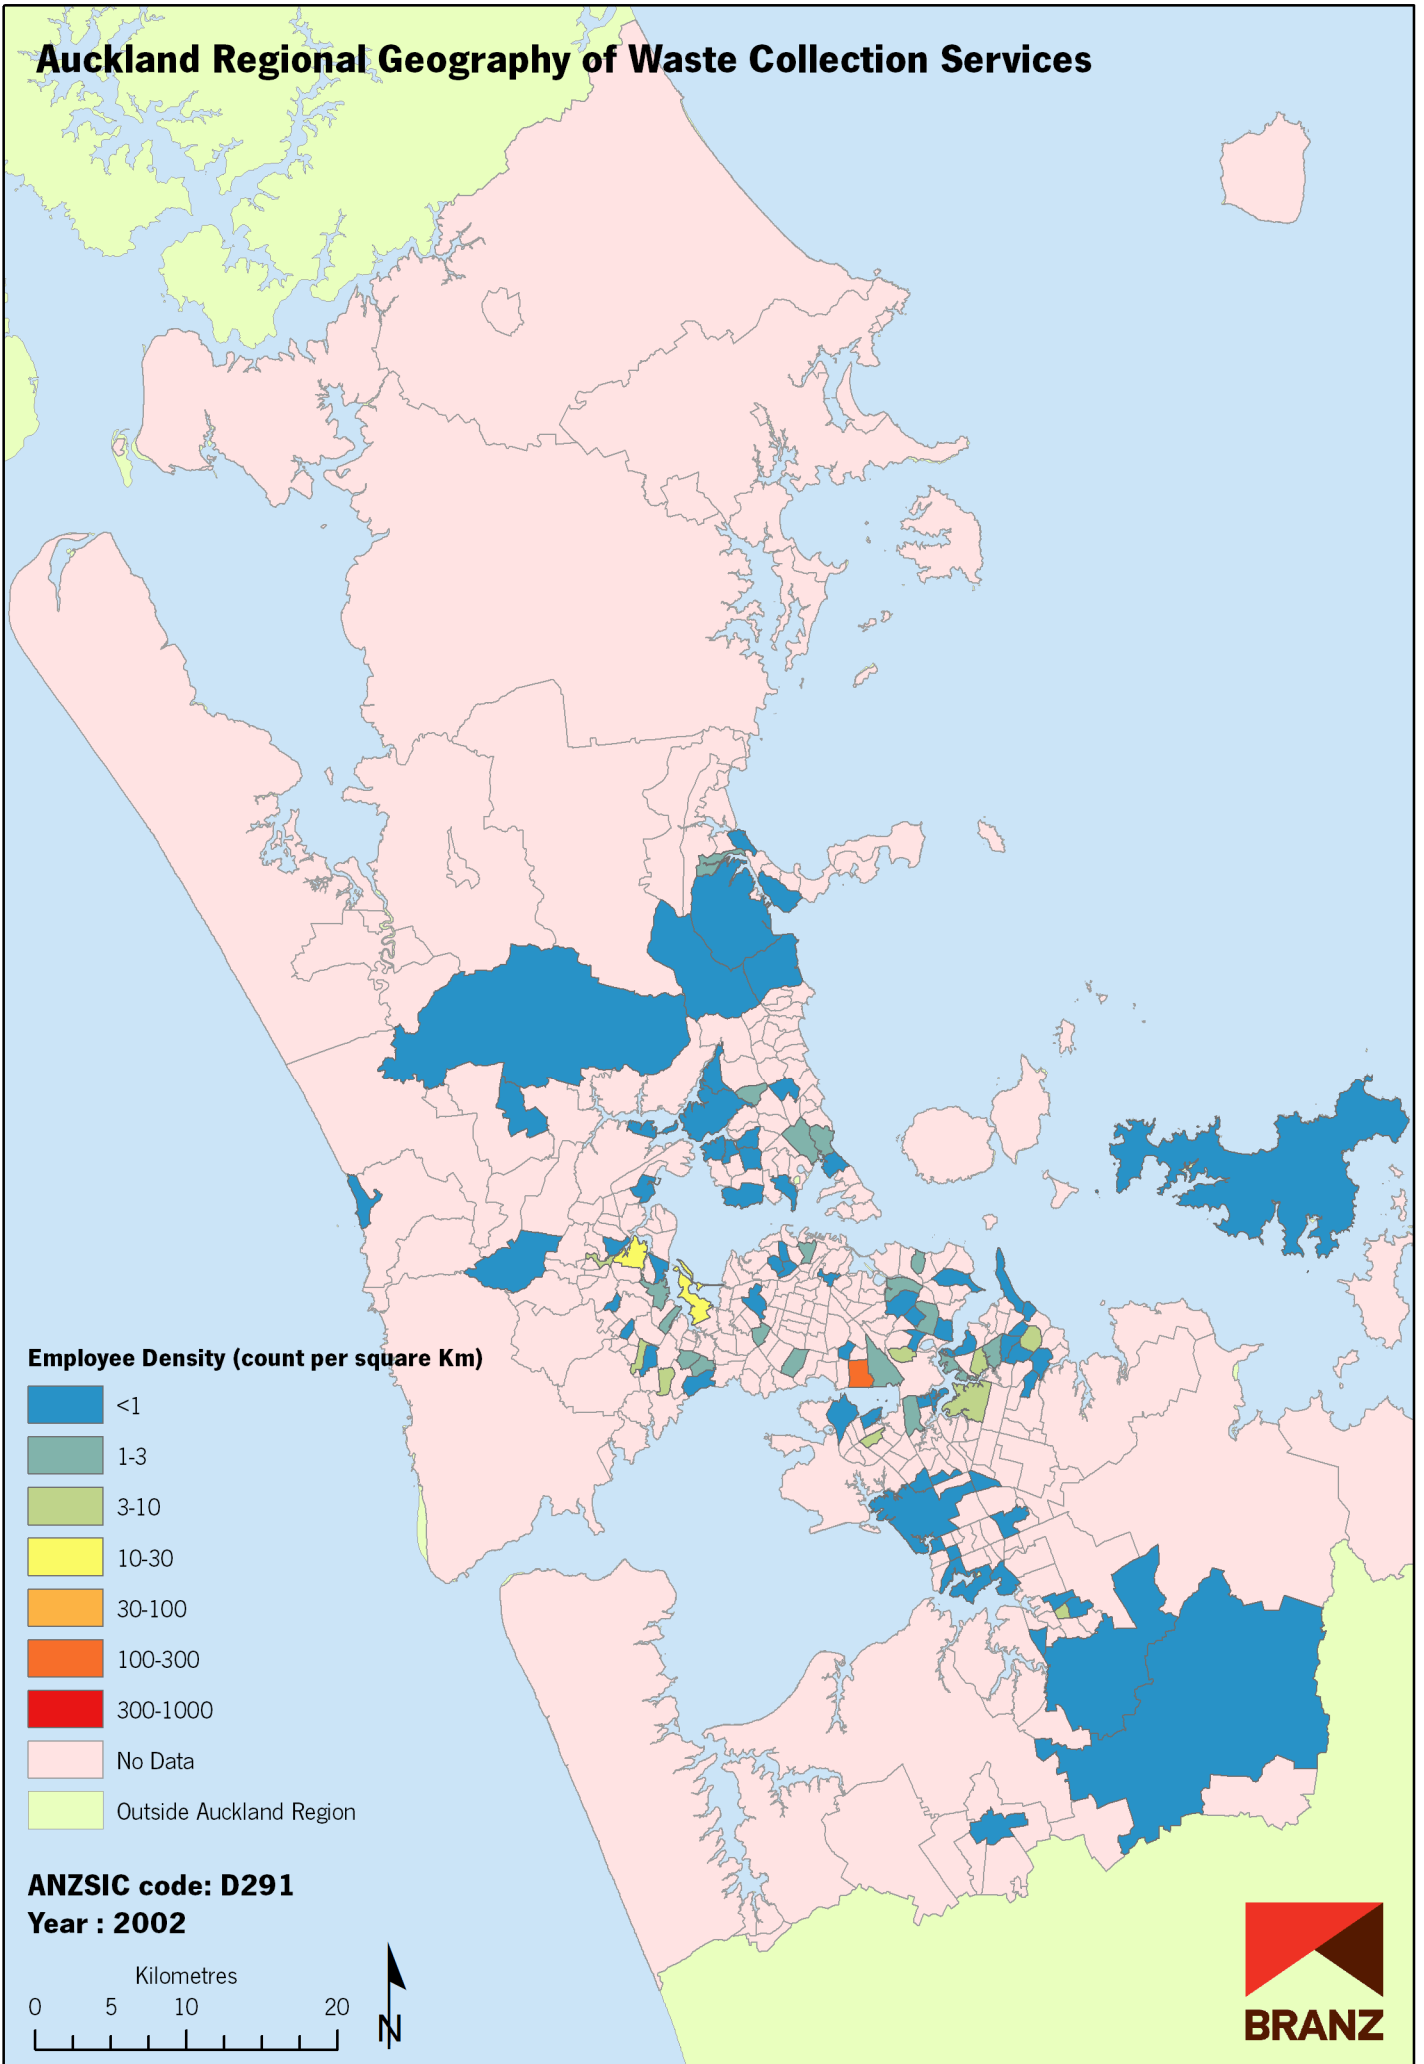 Auckland Regional Geography of Waste Collection Services
Employee Density (count per square Km)
<1
1-3
3-10
10-30
30-100
100-300
300-1000
No Data
Outside Auckland Region
ANZSIC code: D291
Year : 2002
Kilometres
0 5 10 20
N
BRANZ